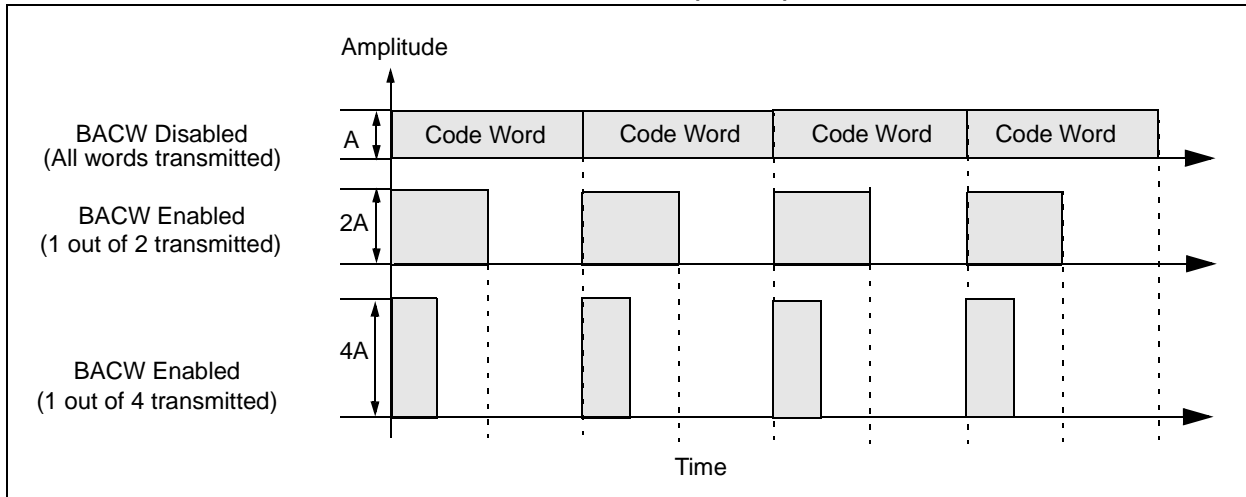 Amplitude
BACW Disabled
(All words transmitted)
A
Code Word
Code Word
Code Word
Code Word
BACW Enabled
(1 out of 2 transmitted)
2A
BACW Enabled
(1 out of 4 transmitted)
4A
Time